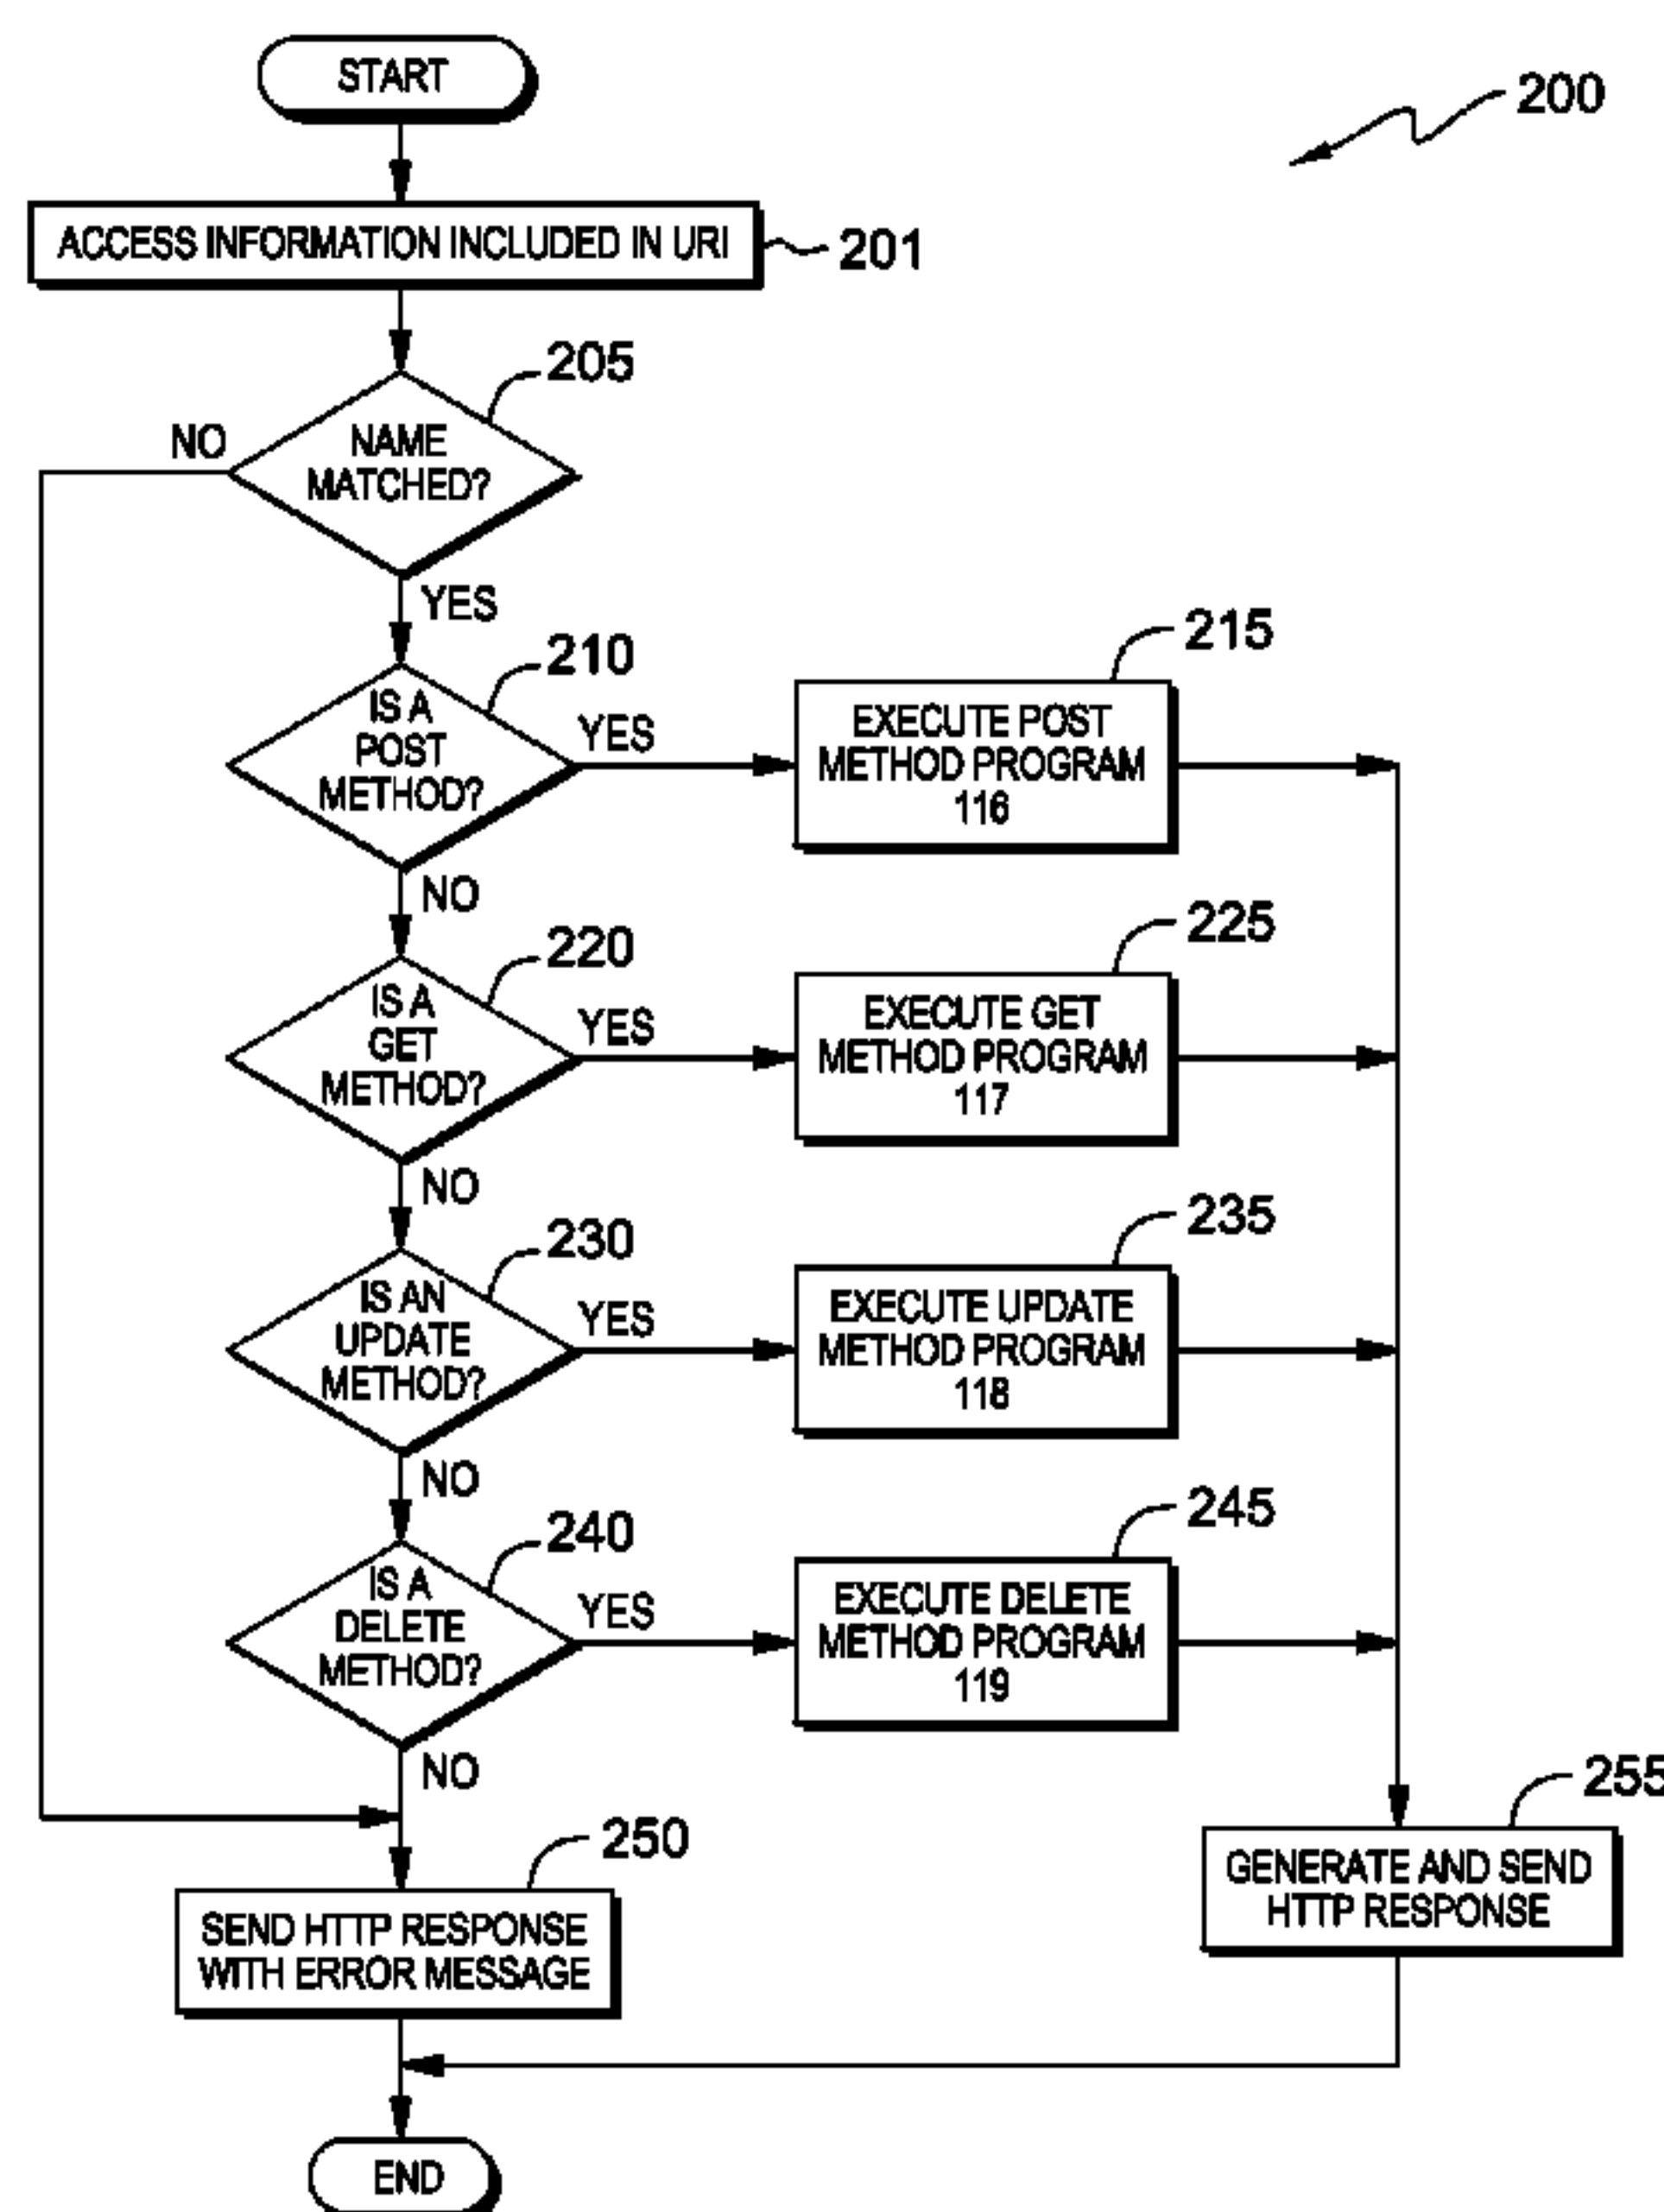 START
200
ACCESS INFORMATION INCLUDED IN URI
201
205
NO
NAME
MATCHED?
YES
210
IS A
POST
METHOD?
YES
215
EXECUTE POST
METHOD PROGRAM
116
NO
220
IS A
GET
METHOD?
YES
225
EXECUTE GET
METHOD PROGRAM
117
NO
230
IS AN
UPDATE
METHOD?
YES
235
EXECUTE UPDATE
METHOD PROGRAM
118
NO
240
IS A
DELETE
METHOD?
YES
245
EXECUTE DELETE
METHOD PROGRAM
119
NO
250
SEND HTTP RESPONSE
WITH ERROR MESSAGE
255
GENERATE AND SEND
HTTP RESPONSE
END